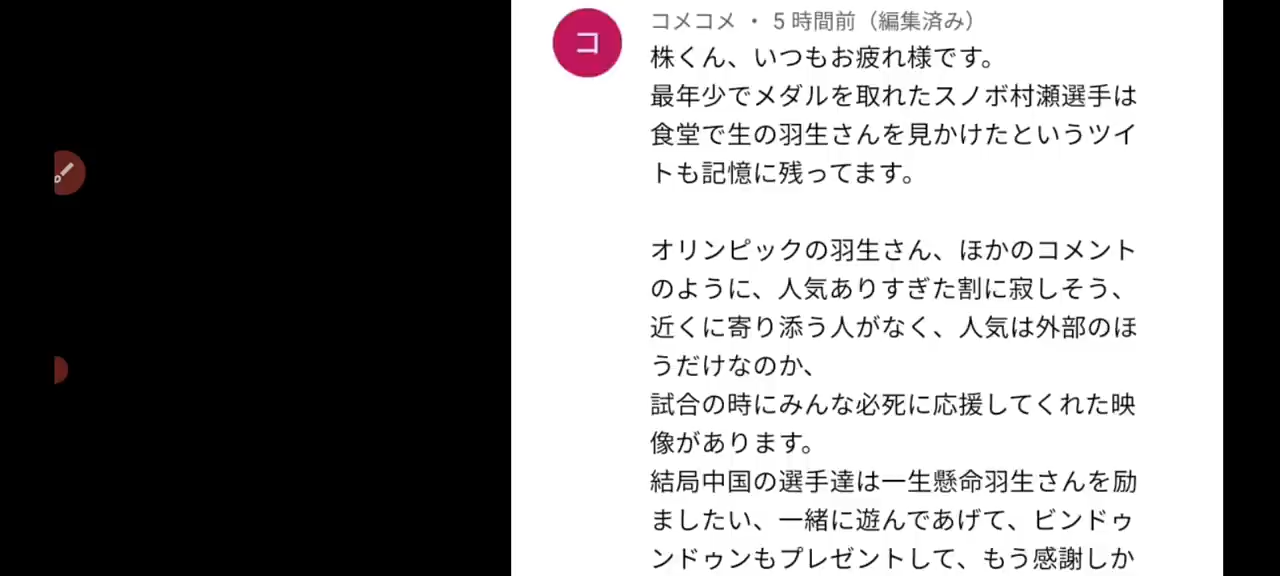 コ
コメコメ ・ 5 時間前（編集済み）
株くん、いつもお疲れ様です。
最年少でメダルを取れたスノボ村瀬選手は
食堂で生の羽生さんを見かけたというツイ
トも記憶に残ってます。
オリンピックの羽生さん、ほかのコメント
のように、人気ありすぎた割に寂しそう、
近くに寄り添う人がなく、人気は外部のほ
うだけなのか、
試合の時にみんな必死に応援してくれた映
像があります。
結局中国の選手達は一生懸命羽生さんを励
ましたい、一緒に遊んであげて、ビンドゥ
ンドゥンもプレゼントして、もう感謝しか